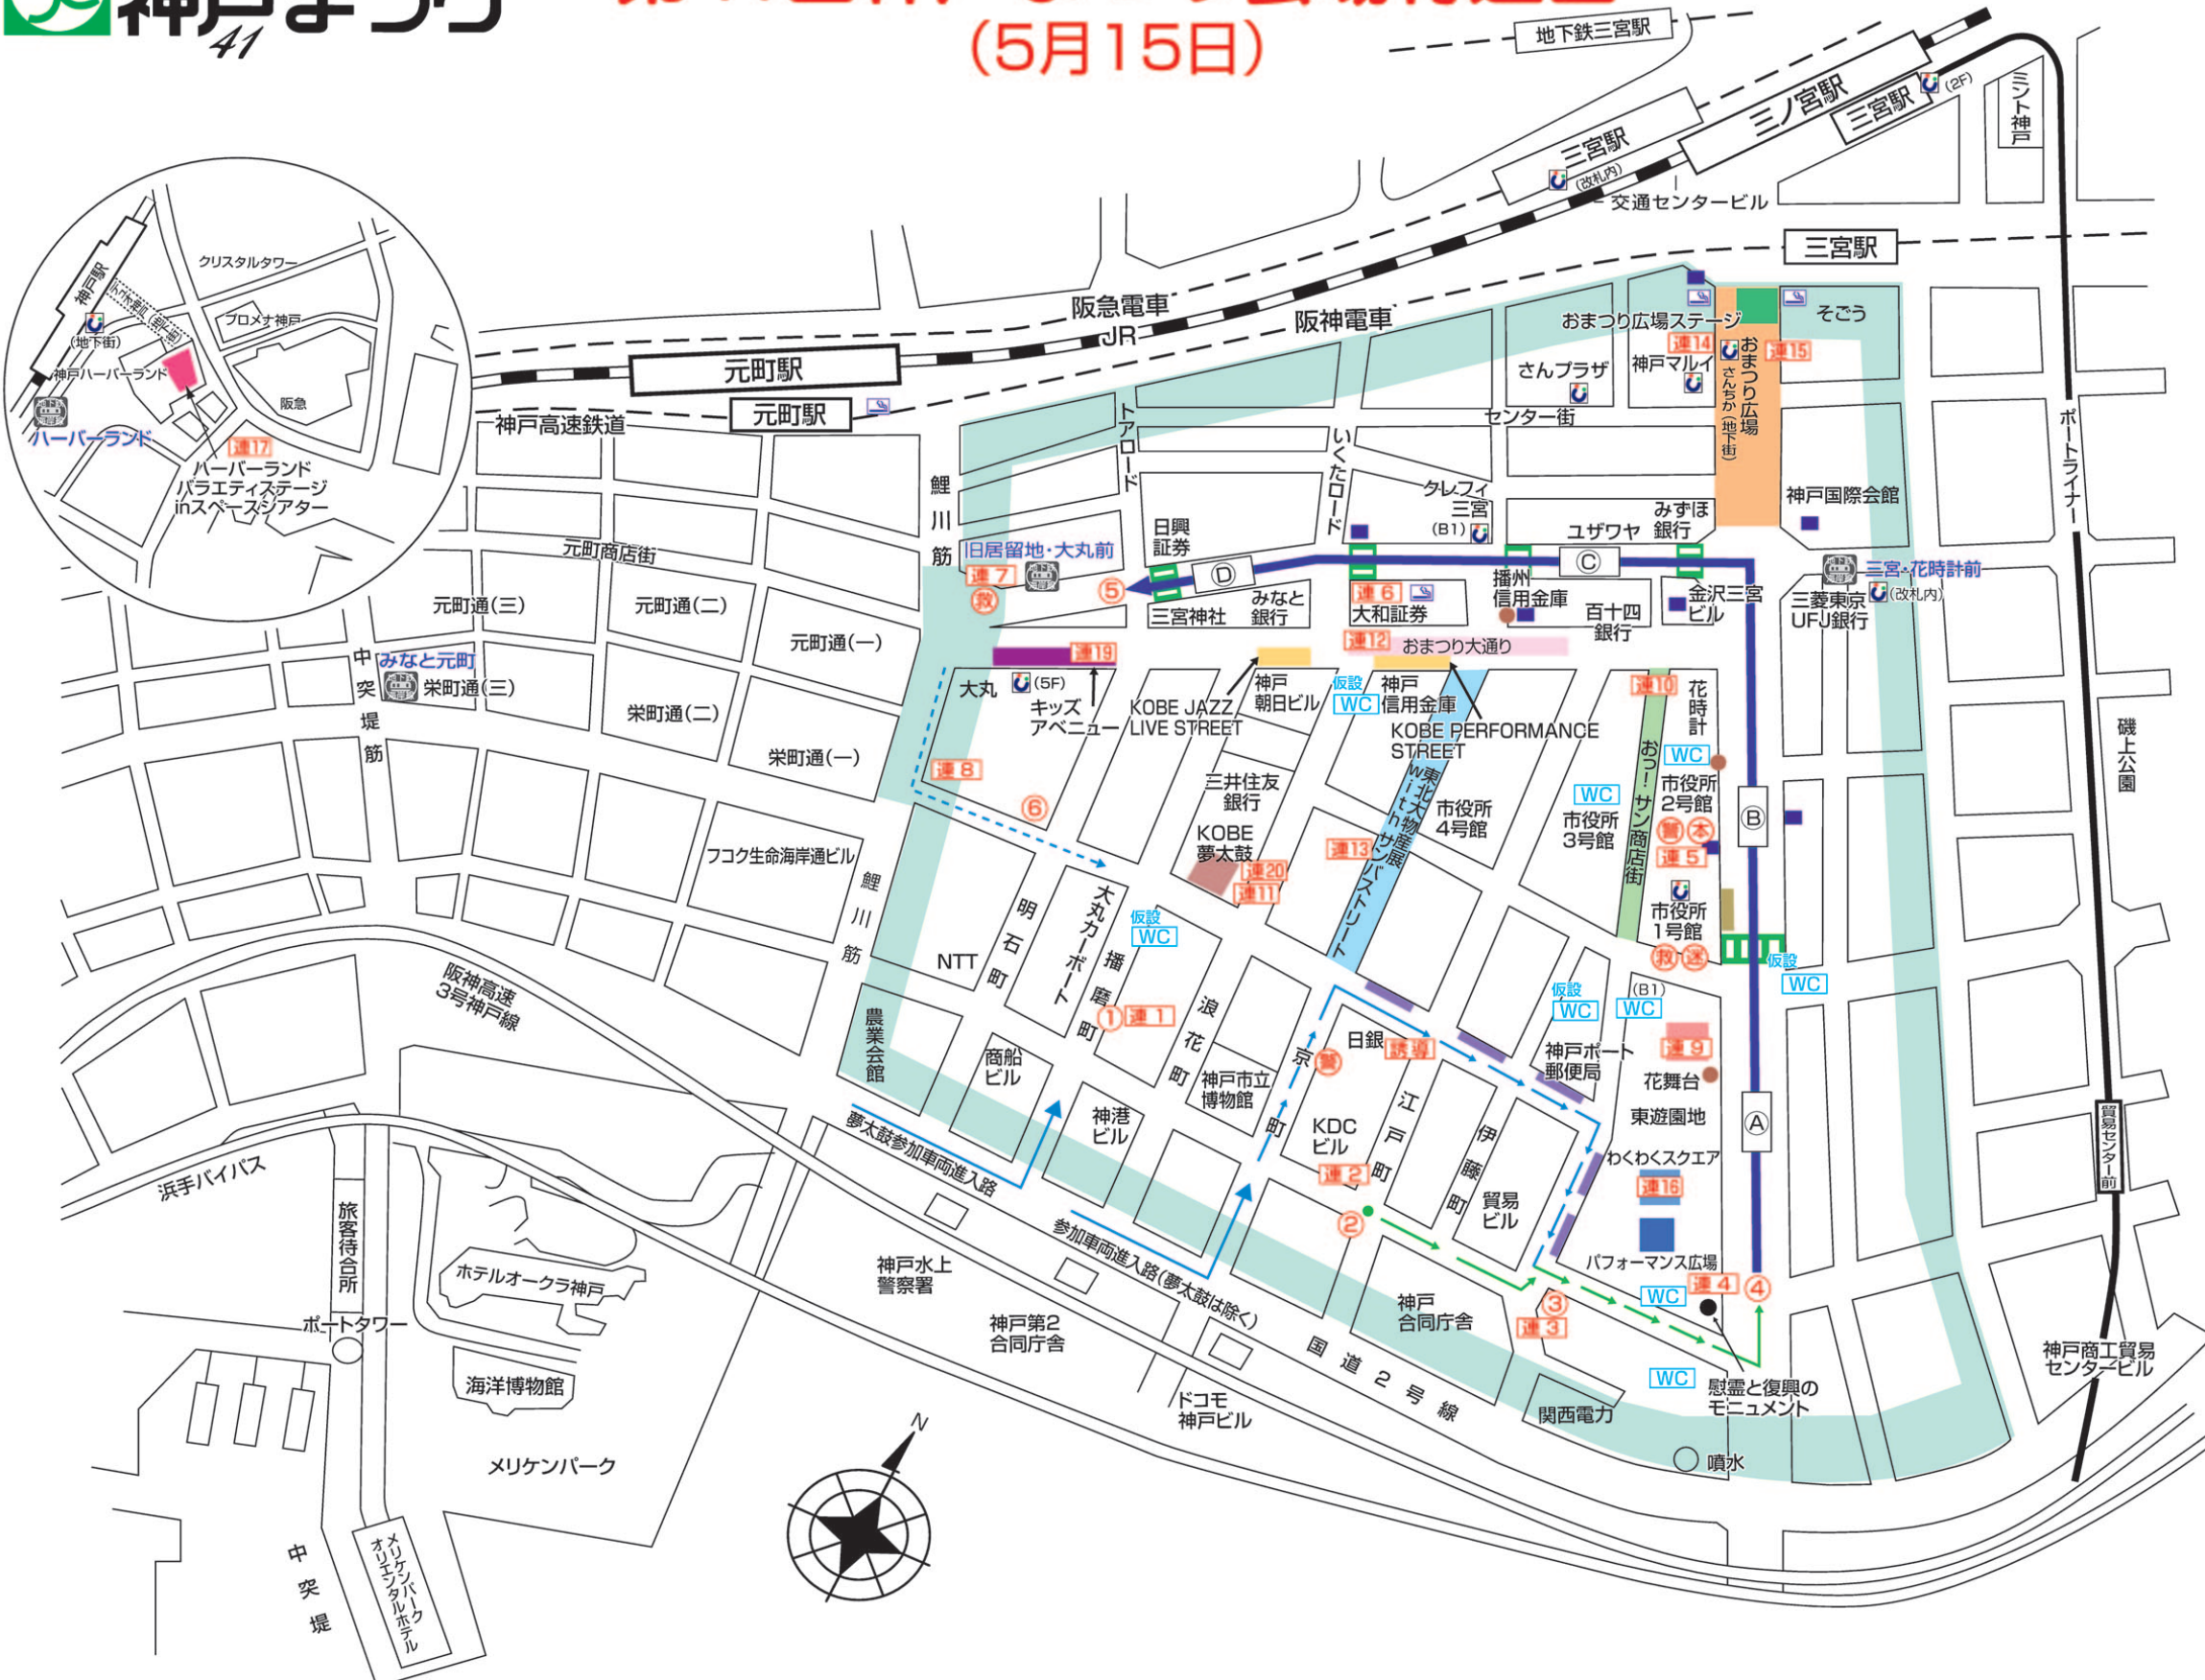 神戸まつり
41
(5月15日)
地下鉄三宮駅
三ノ宮駅
三宮駅
(2F)
ミント神戸
三宮駅
(改札内)
交通センタービル
三宮駅
阪急電車
JR
阪神電車
元町駅
元町駅
神戸高速鉄道
神戸駅
デュオ神戸(地下街)
(地下街)
クリスタルタワー
プロメナ神戸
神戸ハーバーランド
阪急
ハーバーランド
連17
ハーバーランド
バラエティステージ
inスペースシアター
おまつり広場ステージ
そごう
連14
連15
神戸マルイ
さんプラザ
おまつり広場
さんちか(地下街)
センター街
トアロード
いくたロード
鯉川筋
クレフィ
三宮
(B1)
みずほ
銀行
ユザワヤ
神戸国際会館
ポートライナー
日興
証券
旧居留地・大丸前
連7
救
⑤
Ⓓ
Ⓒ
三宮神社
みなと
銀行
連6
大和証券
播州
信用金庫
百十四
銀行
金沢三宮
ビル
三宮・花時計前
(改札内)
三菱東京
UFJ銀行
元町商店街
元町通(三)
元町通(二)
元町通(一)
みなと元町
栄町通(三)
栄町通(二)
栄町通(一)
中突堤筋
連12
おまつり大通り
連19
大丸
(5F)
キッズ
アベニュー
KOBE JAZZ
LIVE STREET
神戸
朝日ビル
仮設
WC
神戸
信用金庫
KOBE PERFORMANCE
STREET
連10
花時計
WC
おっ!サン商店街
磯上公園
連8
⑥
三井住友
銀行
KOBE
夢太鼓
連20
連11
連13
東北大物産展
withサンバストリート
市役所
4号館
WC
市役所
3号館
市役所
2号館
警
本
連5
Ⓑ
市役所
1号館
救
迷
仮設
WC
フコク生命海岸通ビル
鯉川筋
NTT
明石町
大丸カーポート
仮設
WC
播磨町
①
連1
浪花町
神戸市立
博物館
京町
警
日銀
誘導
仮設
WC
(B1)
WC
神戸ポート
郵便局
連9
花舞台
東遊園地
Ⓐ
わくわくスクエア
連16
パフォーマンス広場
農業会館
商船
ビル
神港
ビル
KDC
ビル
江戸町
伊藤町
貿易
ビル
連2
②
③
連3
WC
連4
④
WC
慰霊と復興の
モニュメント
貿易センター前
神戸商工貿易
センタービル
阪神高速
3号神戸線
浜手バイパス
夢太鼓参加車両進入路
参加車両進入路(夢太鼓は除く)
旅客待合所
ポートタワー
ホテルオークラ神戸
海洋博物館
神戸水上
警察署
神戸第2
合同庁舎
神戸
合同庁舎
国道2号線
ドコモ
神戸ビル
関西電力
噴水
メリケンパーク
N
中突堤
メリケンパーク
オリエンタルホテル